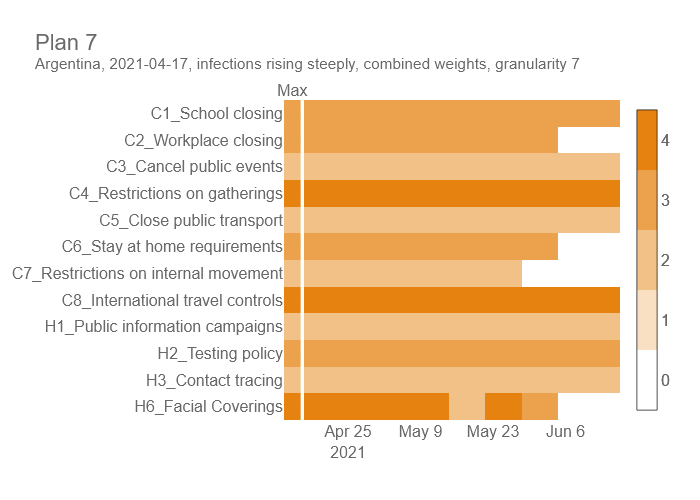 Plan 7
Argentina, 2021-04-17, infections rising steeply, combined weights, granularity 7
Max
C1_School closing
C2_Workplace closing
C3_Cancel public events
C4_Restrictions on gatherings
C5_Close public transport
C6_Stay at home requirements
C7_Restrictions on internal movement
C8_International travel controls
H1_Public information campaigns
H2_Testing policy
H3_Contact tracing
H6_Facial Coverings
4
3
2
1
0
Apr 25 May 9 May 23 Jun 6
2021